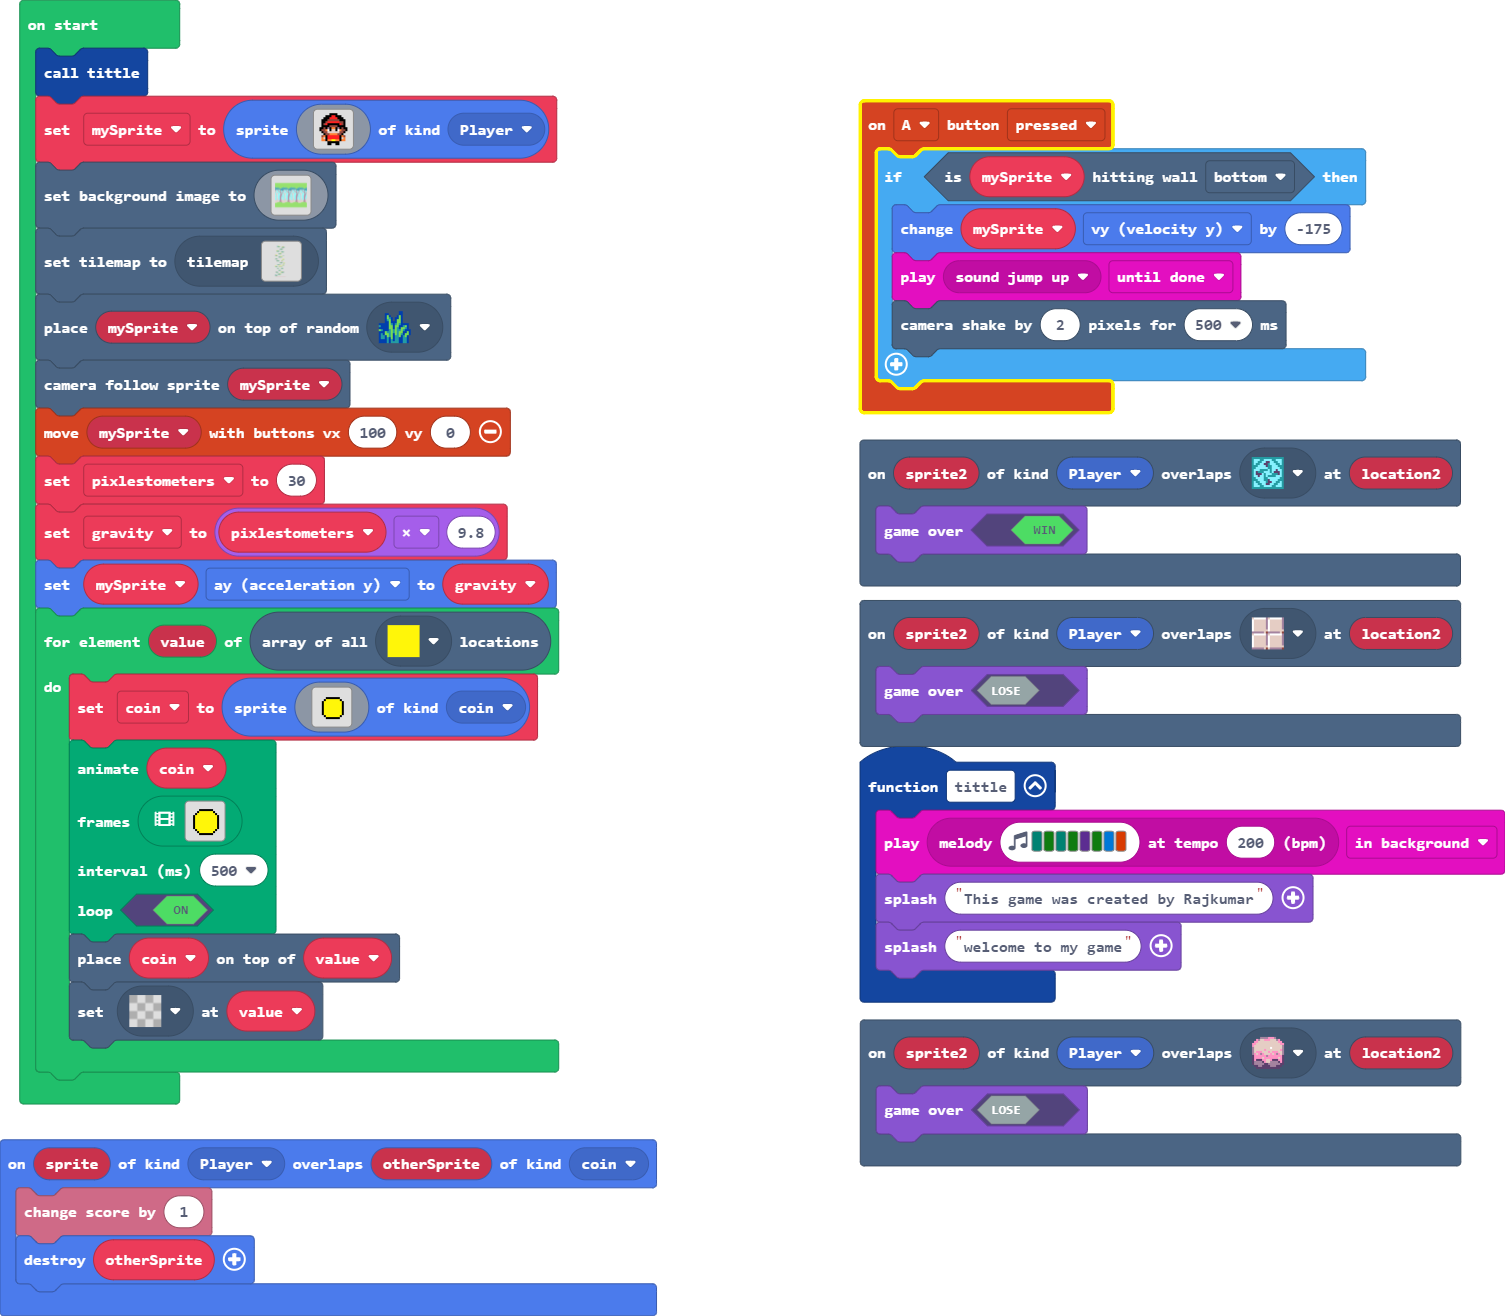 on start
call tittle
set mySprite to sprite of kind Player
set background image to
set tilemap to tilemap
place mySprite on top of random
camera follow sprite mySprite
move mySprite with buttons vx 100 vy 0
set pixlestometers to 30
set gravity to pixlestometers × 9.8
set mySprite ay (acceleration y) to gravity
for element value of array of all locations
do
set coin to sprite of kind coin
animate coin
frames
interval (ms) 500
loop ON
place coin on top of value
set at value
on sprite of kind Player overlaps otherSprite of kind coin
change score by 1
destroy otherSprite
on A button pressed
if is mySprite hitting wall bottom then
change mySprite vy (velocity y) by -175
play sound jump up until done
camera shake by 2 pixels for 500 ms
on sprite2 of kind Player overlaps at location2
game over WIN
on sprite2 of kind Player overlaps at location2
game over LOSE
function tittle
play melody at tempo 200 (bpm) in background
splash "This game was created by Rajkumar"
splash "welcome to my game"
on sprite2 of kind Player overlaps at location2
game over LOSE